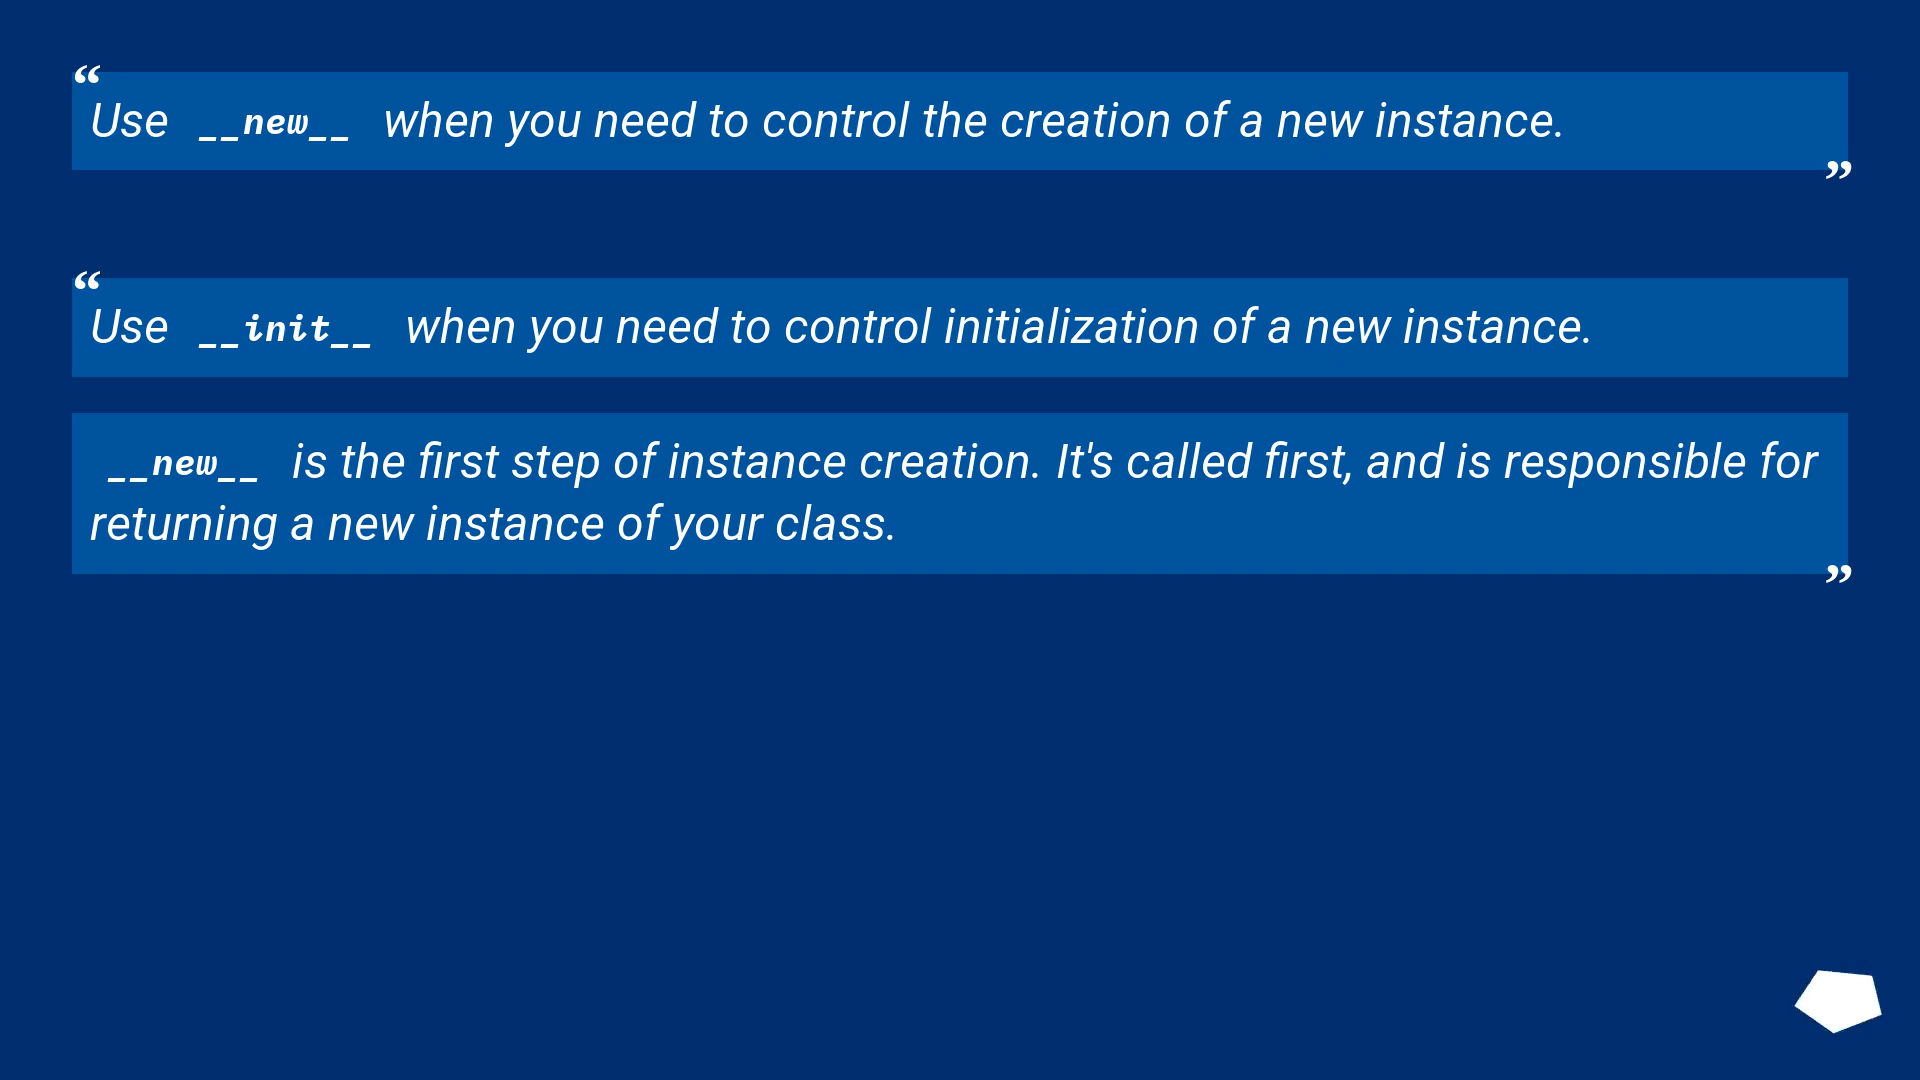 “
Use __new__ when you need to control the creation of a new instance.
”
“
Use __init__ when you need to control initialization of a new instance.
__new__ is the first step of instance creation. It's called first, and is responsible for
returning a new instance of your class.
”